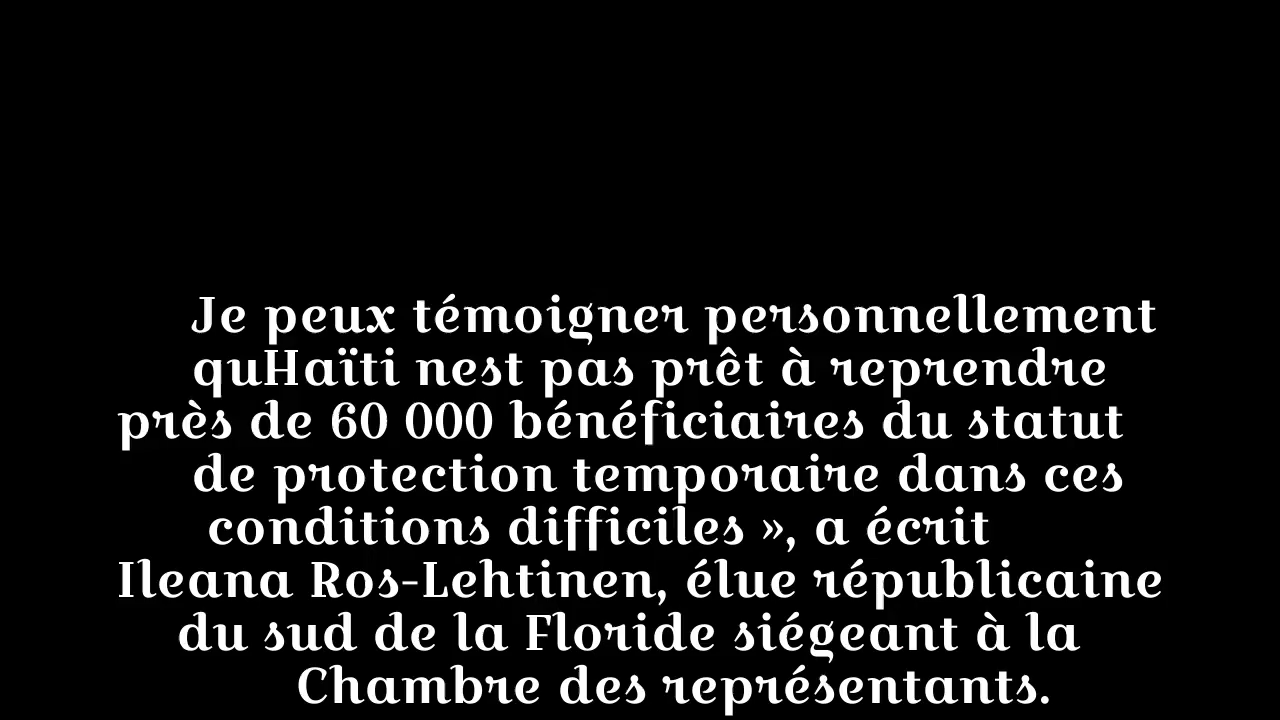 Je peux témoigner personnellement
quHaïti nest pas prêt à reprendre
près de 60 000 bénéficiaires du statut
de protection temporaire dans ces
conditions difficiles », a écrit
Ileana Ros-Lehtinen, élue républicaine
du sud de la Floride siégeant à la
Chambre des représentants.